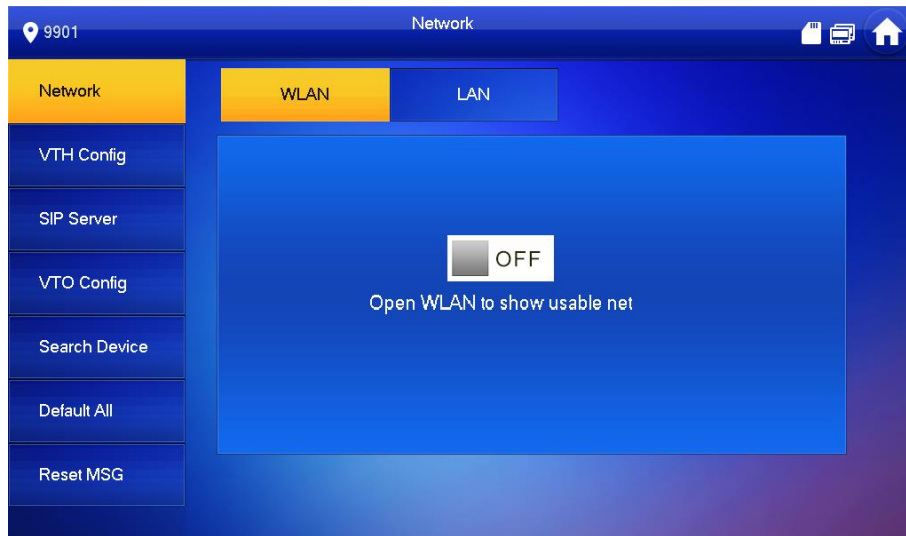 9901
Network
Network
WLAN
LAN
VTH Config
SIP Server
OFF
VTO Config
Open WLAN to show usable net
Search Device
Default All
Reset MSG